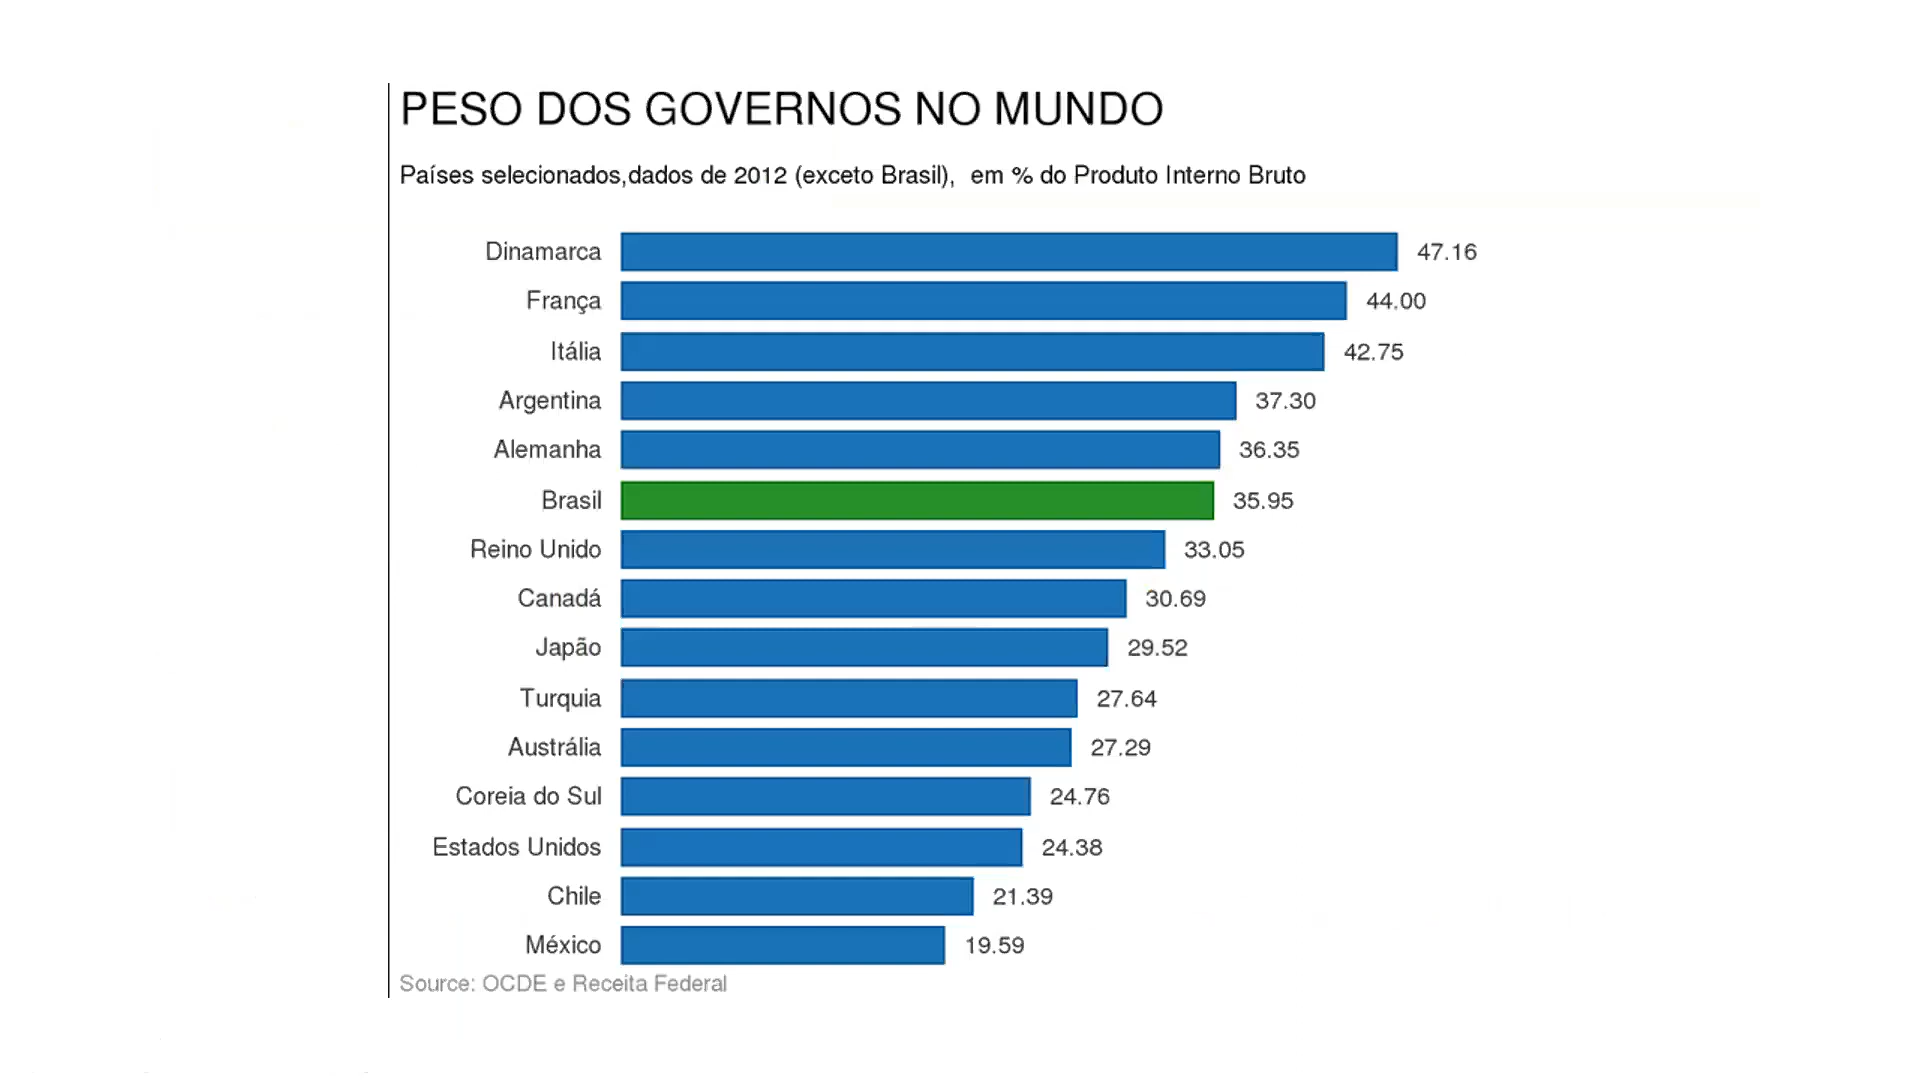 PESO DOS GOVERNOS NO MUNDO
Países selecionados,dados de 2012 (exceto Brasil), em % do Produto Interno Bruto
Dinamarca 47.16
França 44.00
Itália 42.75
Argentina 37.30
Alemanha 36.35
Brasil 35.95
Reino Unido 33.05
Canadá 30.69
Japão 29.52
Turquia 27.64
Austrália 27.29
Coreia do Sul 24.76
Estados Unidos 24.38
Chile 21.39
México 19.59
Source: OCDE e Receita Federal